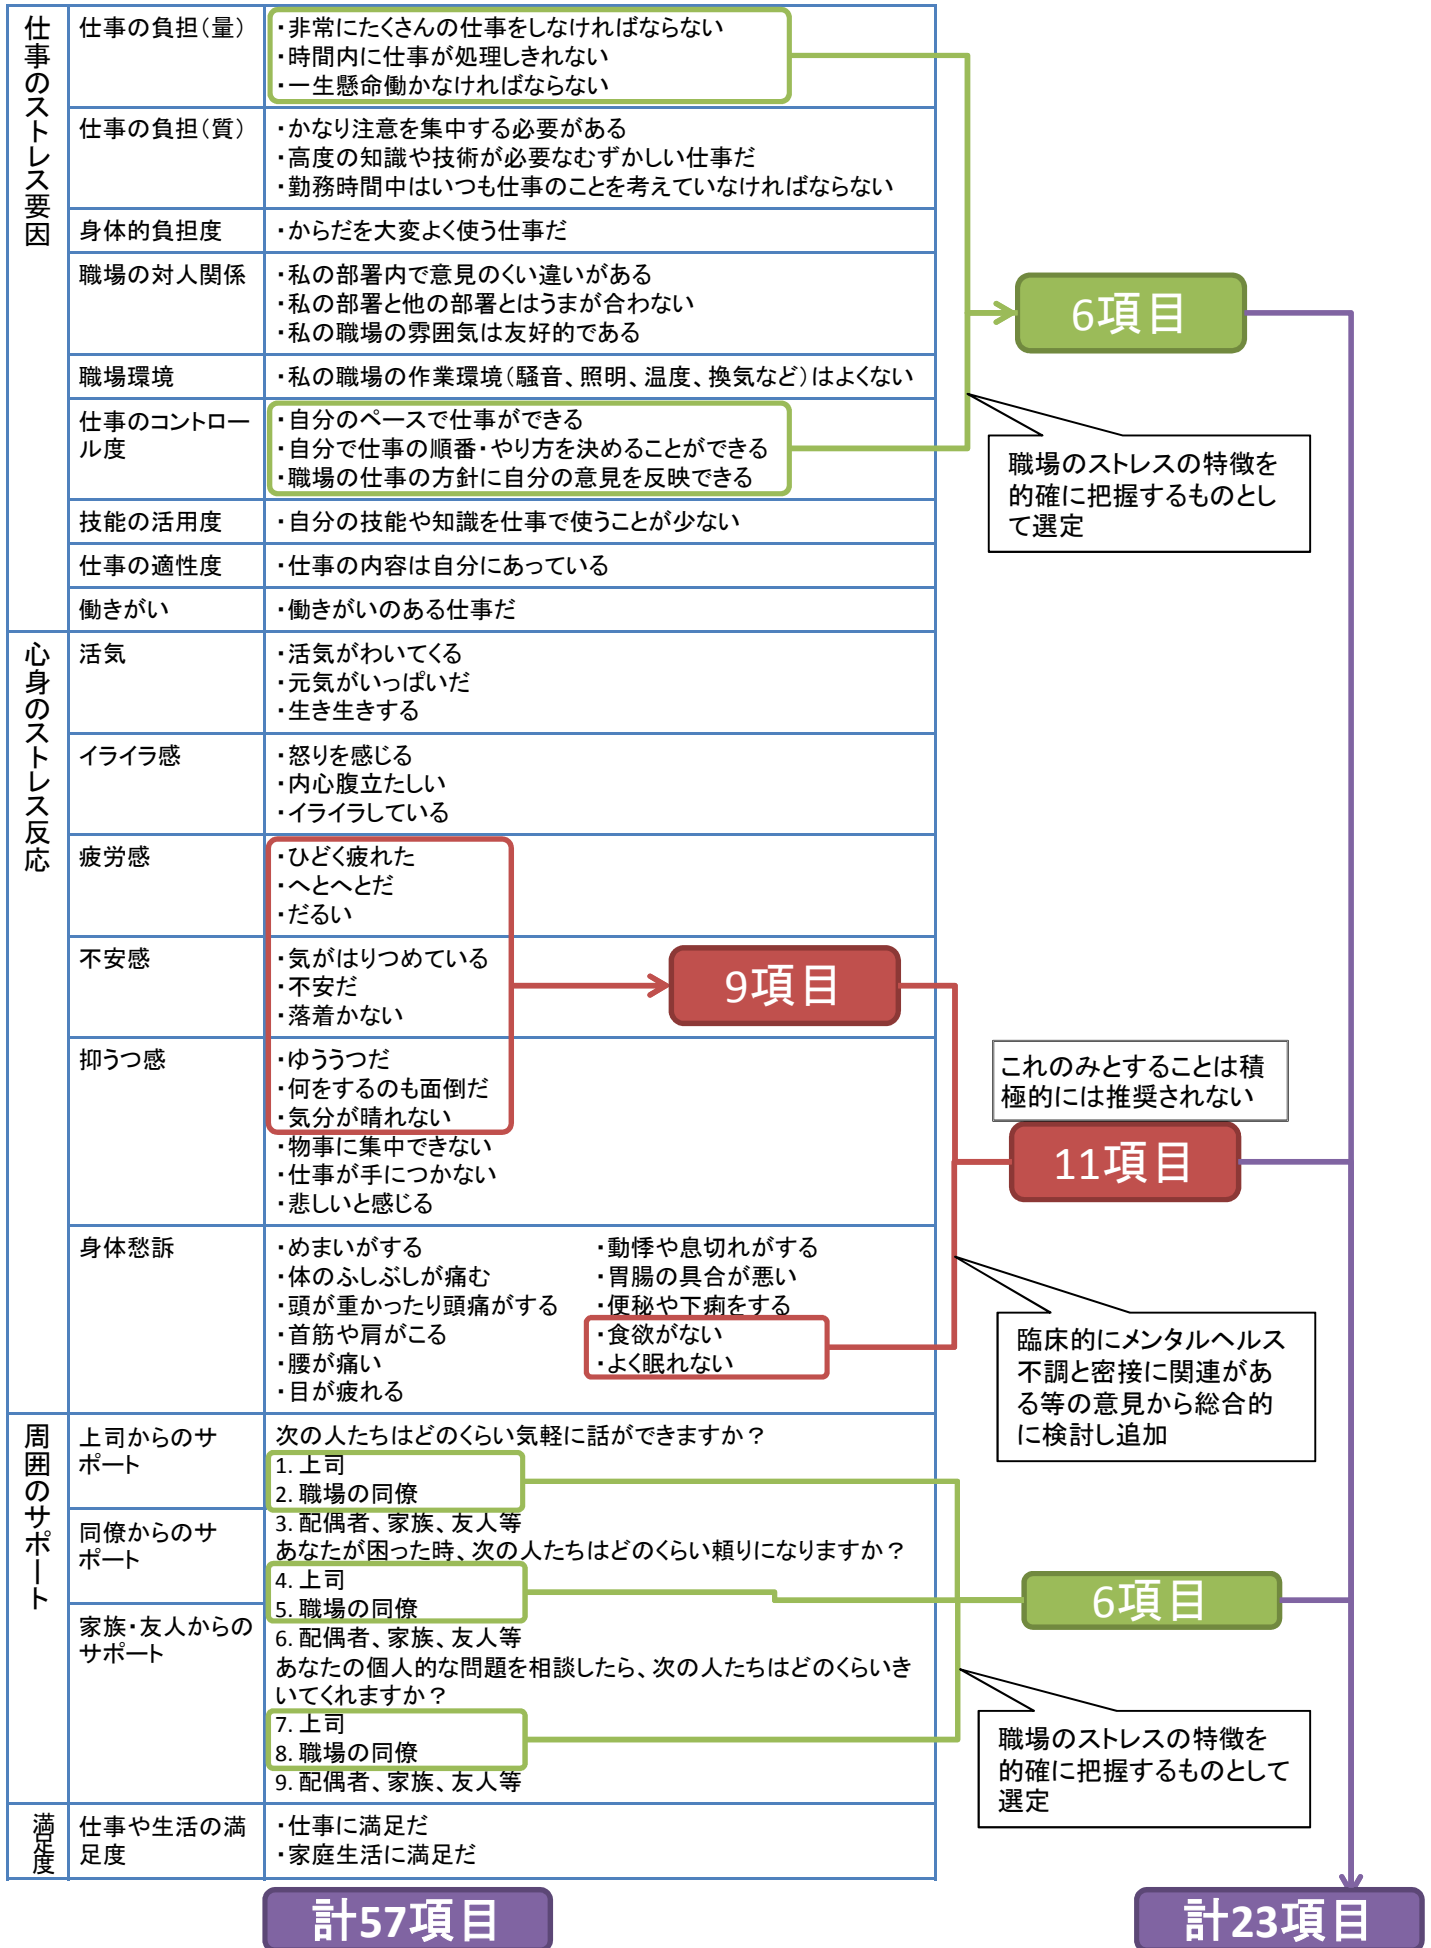 仕事のストレス要因
仕事の負担（量）
・非常にたくさんの仕事をしなければならない
・時間内に仕事が処理しきれない
・一生懸命働かなければならない
仕事の負担（質）
・かなり注意を集中する必要がある
・高度の知識や技術が必要なむずかしい仕事だ
・勤務時間中はいつも仕事のことを考えていなければならない
身体的負担度
・からだを大変よく使う仕事だ
職場の対人関係
・私の部署内で意見のくい違いがある
・私の部署と他の部署とはうまが合わない
・私の職場の雰囲気は友好的である
職場環境
・私の職場の作業環境（騒音、照明、温度、換気など）はよくない
仕事のコントロー
ル度
・自分のペースで仕事ができる
・自分で仕事の順番・やり方を決めることができる
・職場の仕事の方針に自分の意見を反映できる
技能の活用度
・自分の技能や知識を仕事で使うことが少ない
仕事の適性度
・仕事の内容は自分にあっている
働きがい
・働きがいのある仕事だ
6項目
職場のストレスの特徴を
的確に把握するものとし
て選定
心身のストレス反応
活気
・活気がわいてくる
・元気がいっぱいだ
・生き生きする
イライラ感
・怒りを感じる
・内心腹立たしい
・イライラしている
疲労感
・ひどく疲れた
・へとへとだ
・だるい
不安感
・気がはりつめている
・不安だ
・落着かない
9項目
抑うつ感
・ゆううつだ
・何をするのも面倒だ
・気分が晴れない
・物事に集中できない
・仕事が手につかない
・悲しいと感じる
これのみとすることは積
極的には推奨されない
11項目
身体愁訴
・めまいがする
・体のふしぶしが痛む
・頭が重かったり頭痛がする
・首筋や肩がこる
・腰が痛い
・目が疲れる
・動悸や息切れがする
・胃腸の具合が悪い
・便秘や下痢をする
・食欲がない
・よく眠れない
臨床的にメンタルヘルス
不調と密接に関連があ
る等の意見から総合的
に検討し追加
周囲のサポート
上司からのサ
ポート
同僚からのサ
ポート
家族・友人からの
サポート
次の人たちはどのくらい気軽に話ができますか？
1. 上司
2. 職場の同僚
3. 配偶者、家族、友人等
あなたが困った時、次の人たちはどのくらい頼りになりますか？
4. 上司
5. 職場の同僚
6. 配偶者、家族、友人等
あなたの個人的な問題を相談したら、次の人たちはどのくらいき
いてくれますか？
7. 上司
8. 職場の同僚
9. 配偶者、家族、友人等
6項目
職場のストレスの特徴を
的確に把握するものとして
選定
満足度
仕事や生活の満
足度
・仕事に満足だ
・家庭生活に満足だ
計57項目
計23項目